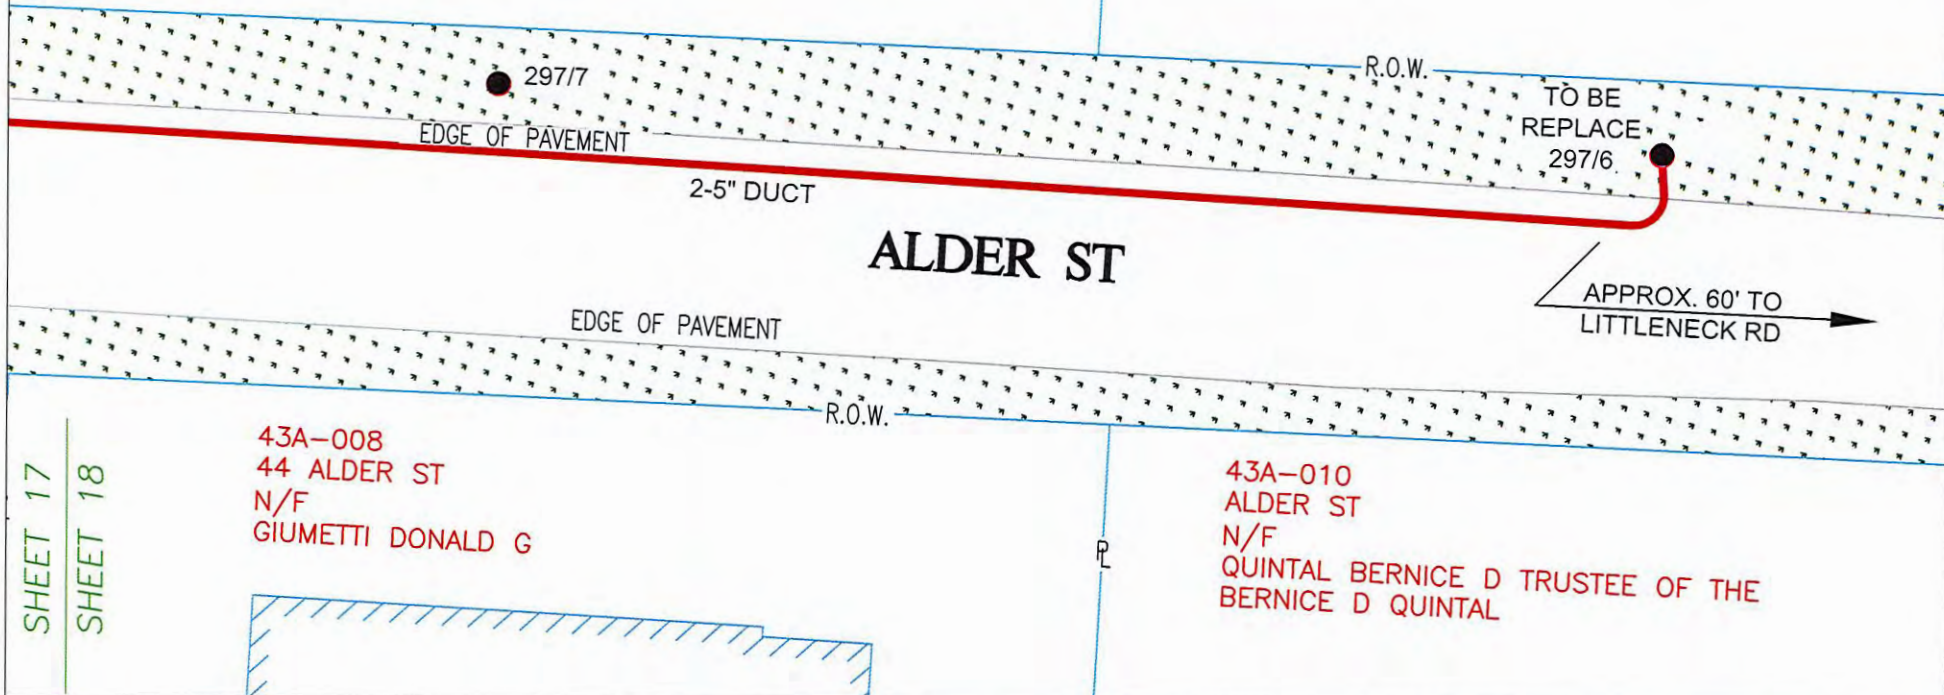 R.O.W.
297/7
TO BE
REPLACE
297/6
EDGE OF PAVEMENT
2-5" DUCT
ALDER ST
APPROX. 60' TO
LITTLENECK RD
EDGE OF PAVEMENT
R.O.W.
SHEET 17
SHEET 18
43A-008
44 ALDER ST
N/F
GIUMETTI DONALD G
PL
43A-010
ALDER ST
N/F
QUINTAL BERNICE D TRUSTEE OF THE
BERNICE D QUINTAL